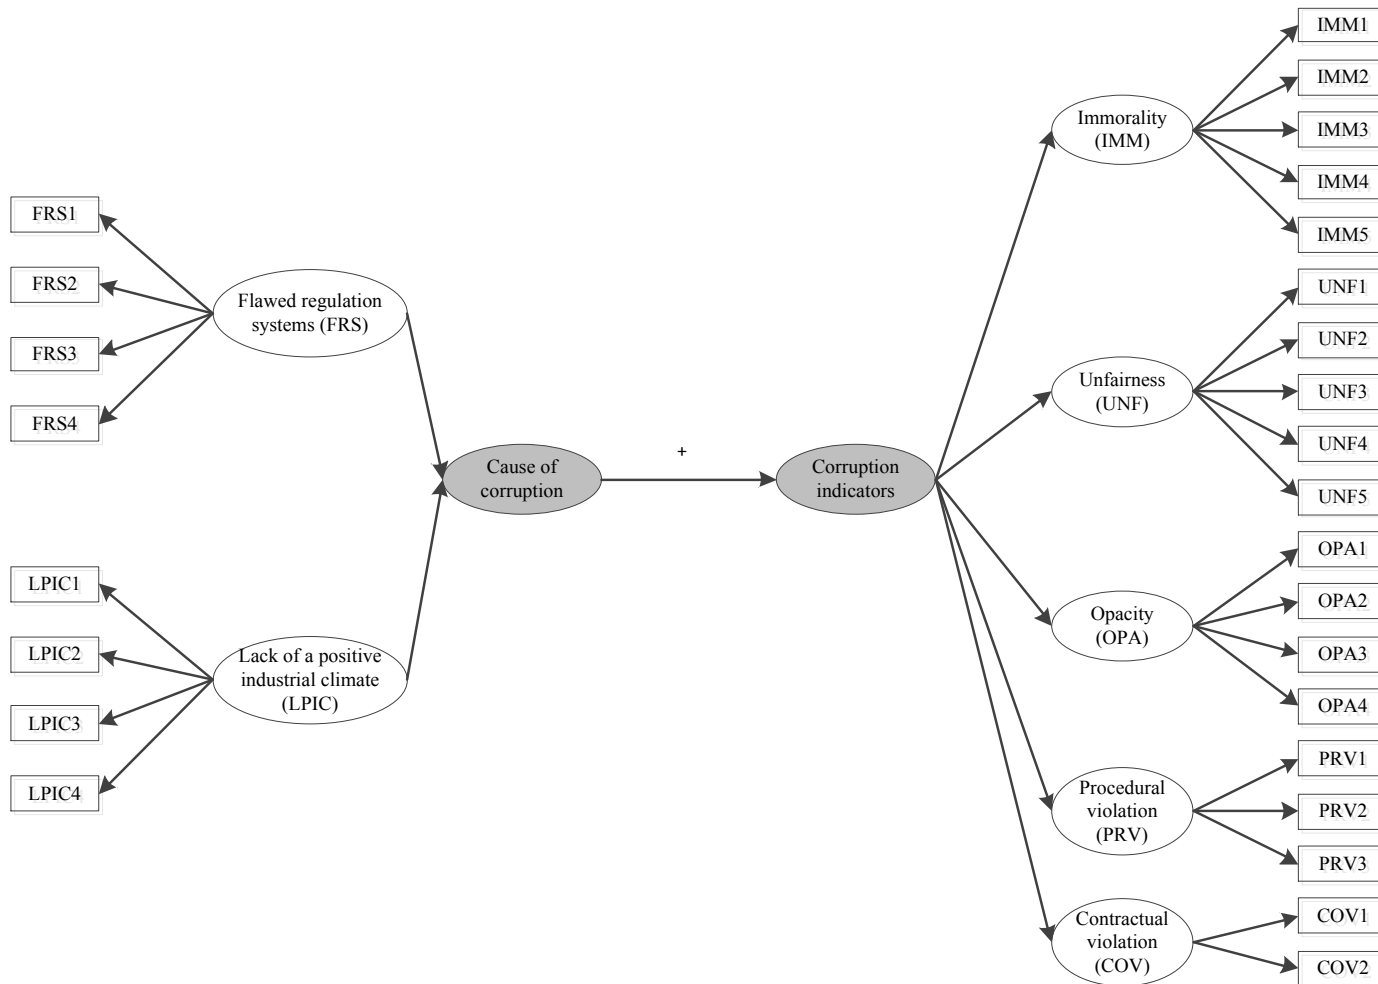 FRS1
FRS2
FRS3
FRS4
Flawed regulation
systems (FRS)
LPIC1
LPIC2
LPIC3
LPIC4
Lack of a positive
industrial climate
(LPIC)
Cause of
corruption
+
Corruption
indicators
Immorality
(IMM)
IMM1
IMM2
IMM3
IMM4
IMM5
Unfairness
(UNF)
UNF1
UNF2
UNF3
UNF4
UNF5
Opacity
(OPA)
OPA1
OPA2
OPA3
OPA4
Procedural
violation
(PRV)
PRV1
PRV2
PRV3
Contractual
violation
(COV)
COV1
COV2